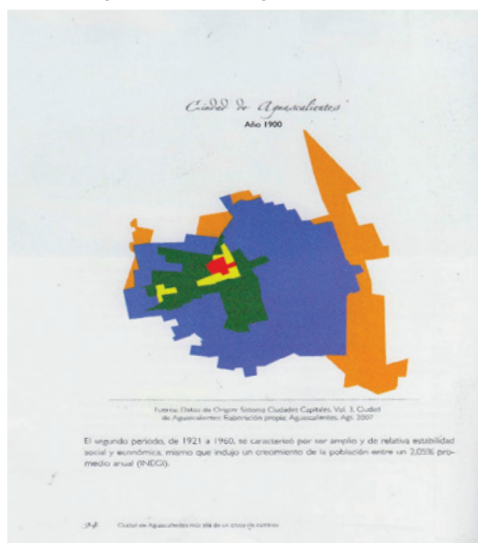 Ciudad de Aguascalientes
Año 1900
Fuente: Datos de Origen: Sistema Ciudades Capitales, Vol. 3, Ciudad
de Aguascalientes: Elaboración propia; Aguascalientes, Ags. 2007
El segundo periodo, de 1921 a 1960, se caracterizó por ser amplio y de relativa estabilidad
social y económica, mismo que indujo un crecimiento de la población entre un 2.05% pro-
medio anual (INEGI).
Ciudad de Aguascalientes más allá de un cruce de caminos